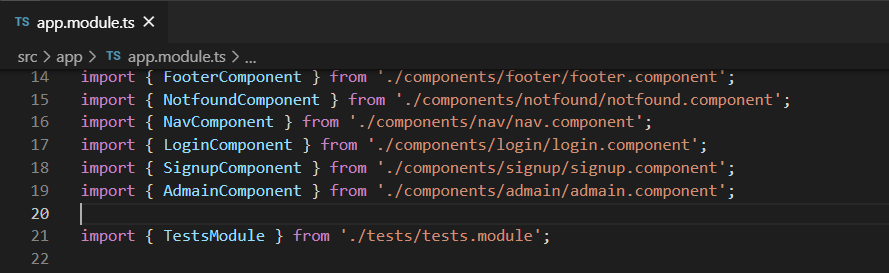 TS app.module.ts ×
src > app > TS app.module.ts > ...
14 import { FooterComponent } from './components/footer/footer.component';
15 import { NotfoundComponent } from './components/notfound/notfound.component';
16 import { NavComponent } from './components/nav/nav.component';
17 import { LoginComponent } from './components/login/login.component';
18 import { SignupComponent } from './components/signup/signup.component';
19 import { AdmainComponent } from './components/admain/admain.component';
20
21 import { TestsModule } from './tests/tests.module';
22